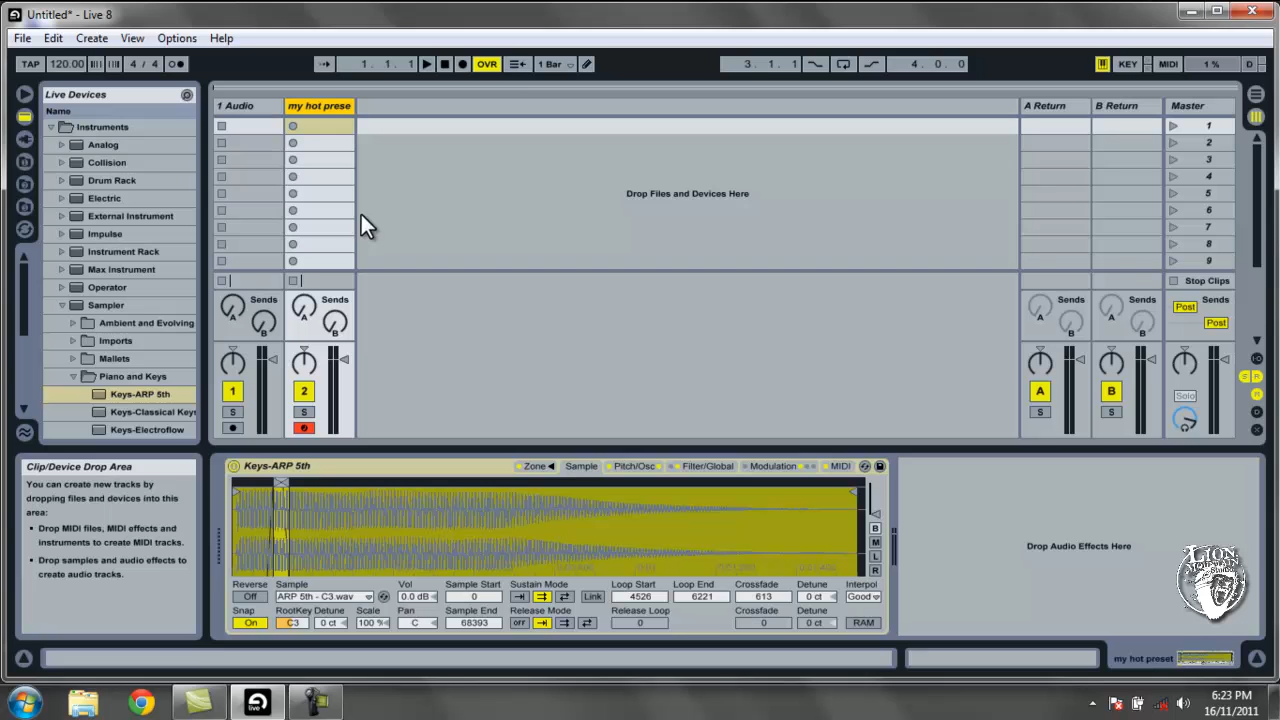 Untitled* - Live 8
File Edit Create View Options Help
TAP 120.00 4 / 4 1. 1. 1 OVR 1 Bar 3. 1. 1 4. 0. 0 KEY MIDI 1 % D
Live Devices
Name
Instruments
Analog
Collision
Drum Rack
Electric
External Instrument
Impulse
Instrument Rack
Max Instrument
Operator
Sampler
Ambient and Evolving
Imports
Mallets
Piano and Keys
Keys-ARP 5th
Keys-Classical Keys
Keys-Electroflow
1 Audio my hot prese A Return B Return Master
1
2
3
4
5
6
7
8
9
Drop Files and Devices Here
Stop Clips
Sends Sends Sends
A A A B Post
B B B B Post
1 2 A B Solo
S S S S
Clip/Device Drop Area
You can create new tracks by
dropping files and devices into this
area:
Drop MIDI files, MIDI effects and
instruments to create MIDI tracks.
Drop samples and audio effects to
create audio tracks.
Keys-ARP 5th Zone Sample Pitch/Osc Filter/Global Modulation MIDI
B
M
L
R
Reverse Sample Vol Sample Start Sustain Mode Loop Start Loop End Crossfade Detune Interpol
Off ARP 5th - C3.wav 0.0 dB 0 Link 4526 6221 613 0 ct Good
Snap RootKey Detune Scale Pan Sample End Release Mode Release Loop Crossfade Detune
On C3 0 ct 100 % C 68393 OFF 0 0 0 ct RAM
Drop Audio Effects Here
LION
MOUNTAIN
my hot preset
live
6:23 PM
16/11/2011